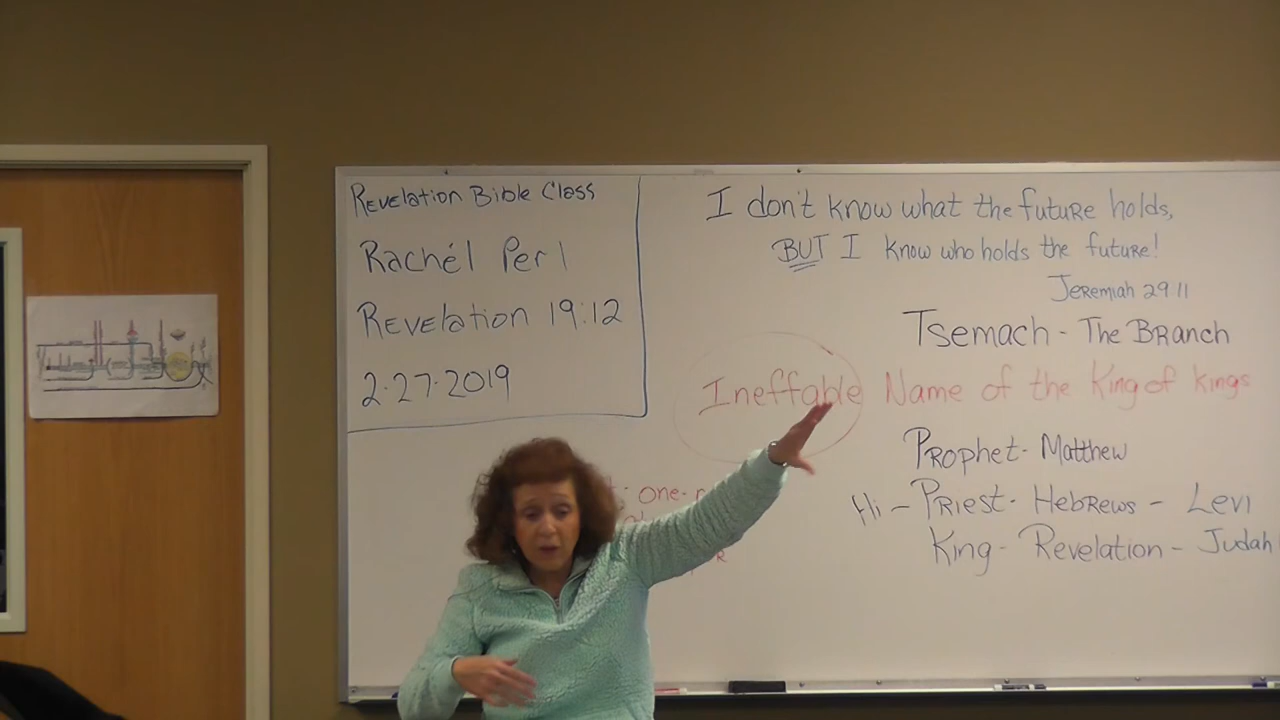 Revelation Bible Class
Rachél Perl
Revelation 19:12
2.27.2019
I don't know what the future holds,
BUT I know who holds the future!
Jeremiah 29:11
Tsemach - The Branch
Ineffable Name of the King of kings
Prophet - Matthew
Hi - Priest - Hebrews - Levi
King - Revelation - Judah
one-